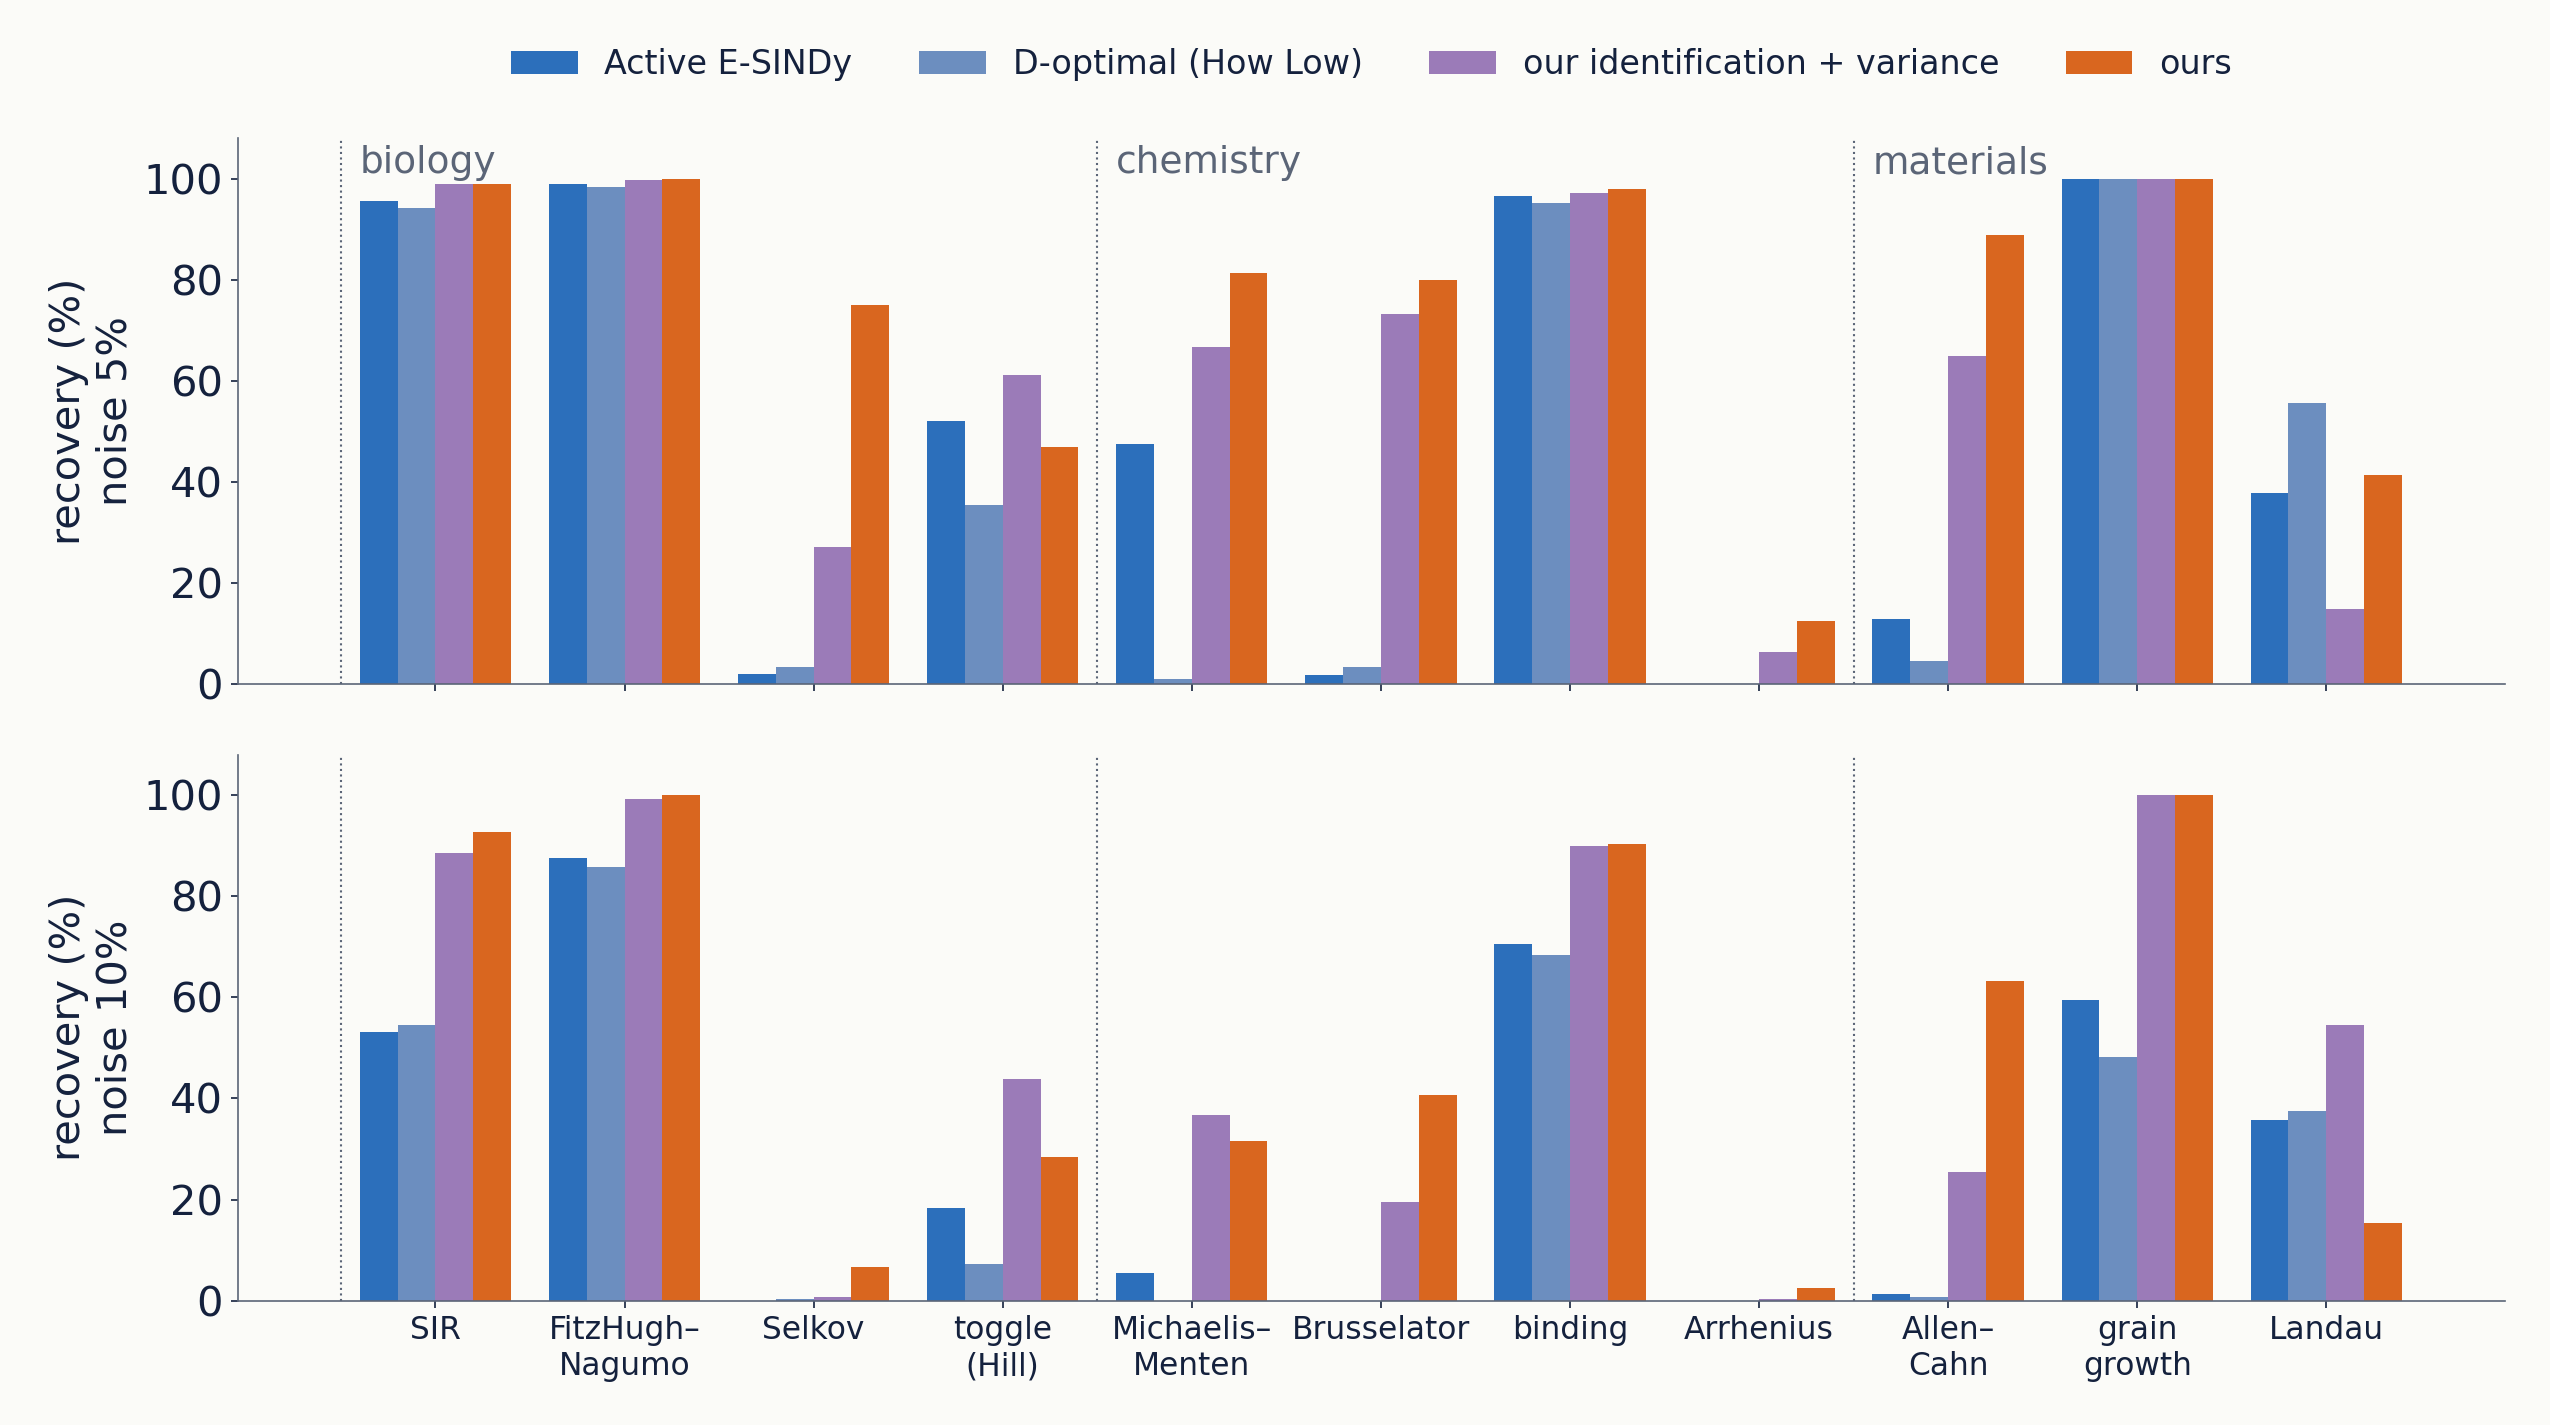 Active E-SINDy
D-optimal (How Low)
our identification + variance
ours
biology
chemistry
materials
recovery (%)
noise 5%
100
80
60
40
20
0
recovery (%)
noise 10%
100
80
60
40
20
0
SIR
FitzHugh–
Nagumo
Selkov
toggle
(Hill)
Michaelis–
Menten
Brusselator
binding
Arrhenius
Allen–
Cahn
grain
growth
Landau